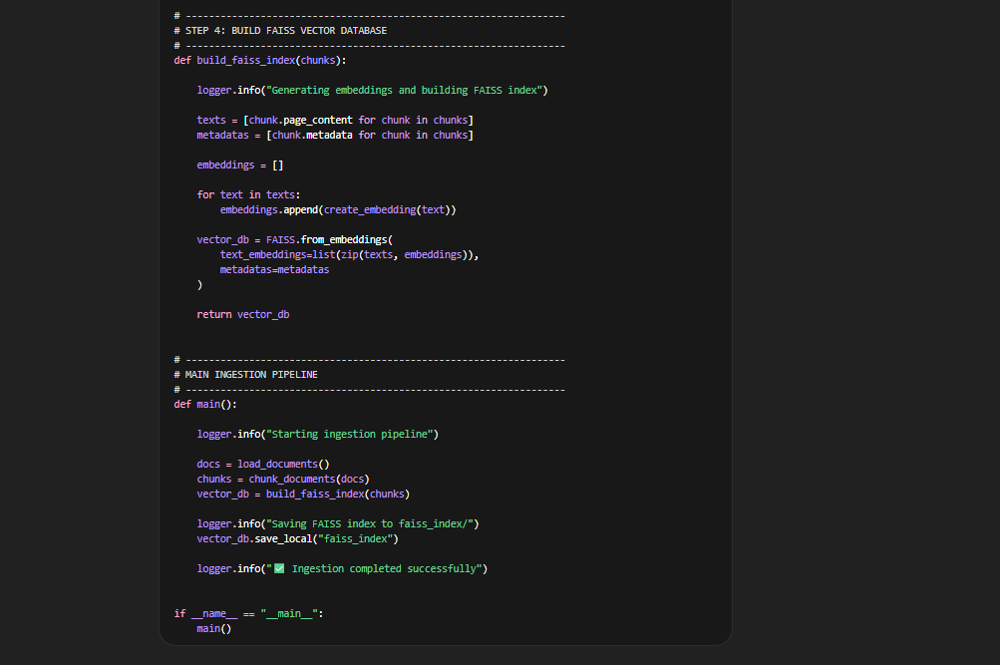 # ------------------------------------------------------------------
# STEP 4: BUILD FAISS VECTOR DATABASE
# ------------------------------------------------------------------
def build_faiss_index(chunks):
    logger.info("Generating embeddings and building FAISS index")
    texts = [chunk.page_content for chunk in chunks]
    metadatas = [chunk.metadata for chunk in chunks]
    embeddings = []
    for text in texts:
        embeddings.append(create_embedding(text))
    vector_db = FAISS.from_embeddings(
        text_embeddings=list(zip(texts, embeddings)),
        metadatas=metadatas
    )
    return vector_db
# ------------------------------------------------------------------
# MAIN INGESTION PIPELINE
# ------------------------------------------------------------------
def main():
    logger.info("Starting ingestion pipeline")
    docs = load_documents()
    chunks = chunk_documents(docs)
    vector_db = build_faiss_index(chunks)
    logger.info("Saving FAISS index to faiss_index/")
    vector_db.save_local("faiss_index")
    logger.info("✅ Ingestion completed successfully")
if __name__ == "__main__":
    main()